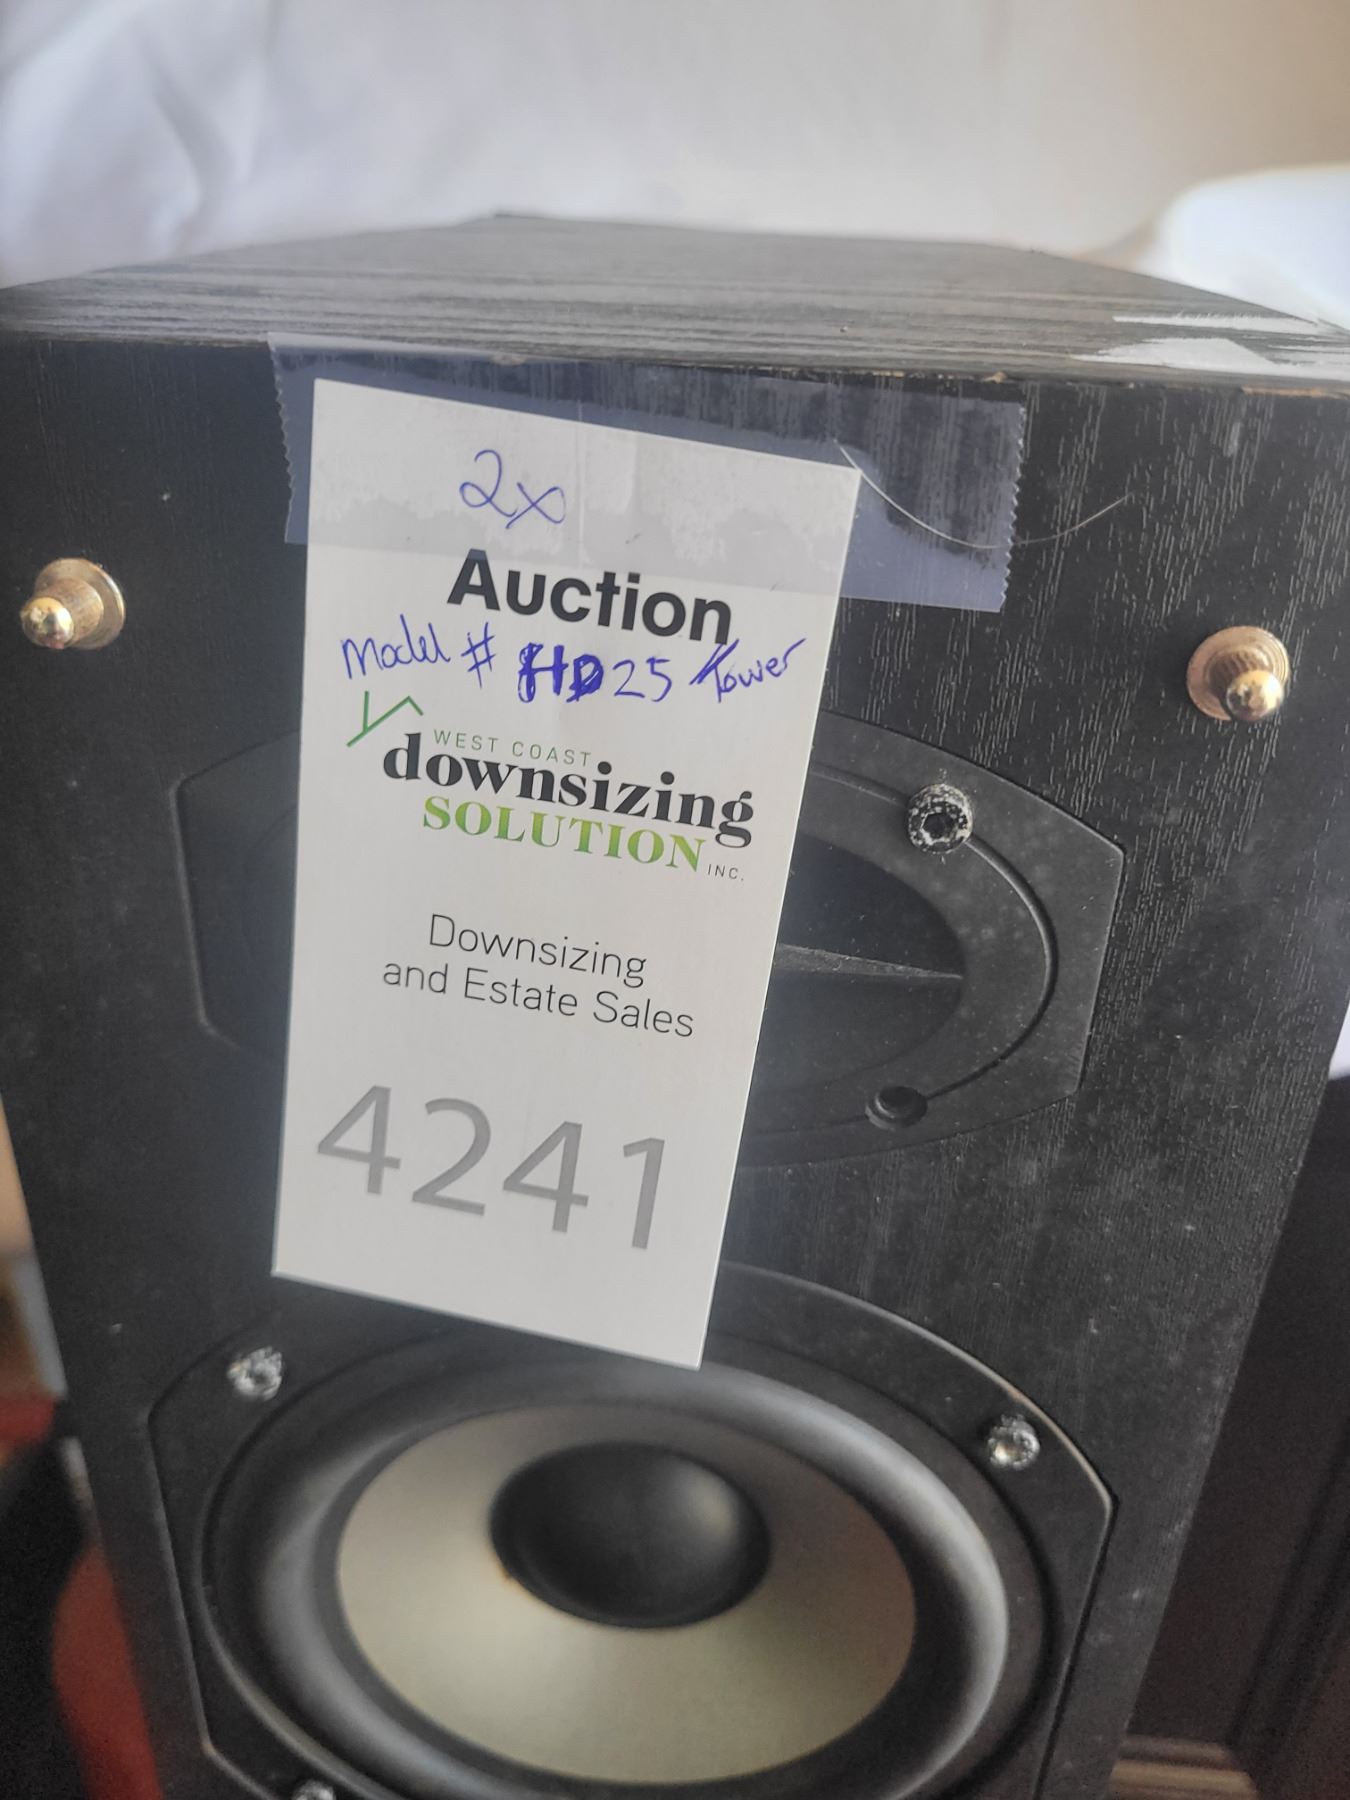 2x
Auction
Model # HD25 Tower
WEST COAST
downsizing
SOLUTION INC.
Downsizing
and Estate Sales
4241